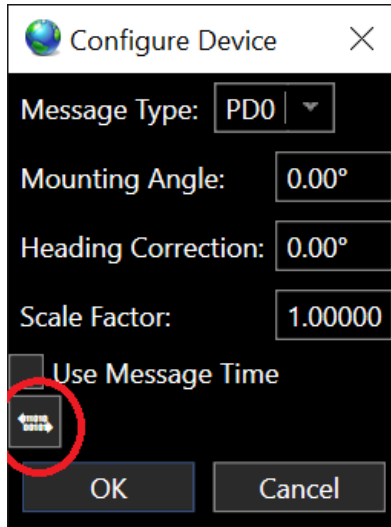 Configure Device
Message Type: PD0
Mounting Angle: 0.00°
Heading Correction: 0.00°
Scale Factor: 1.00000
Use Message Time
OK Cancel